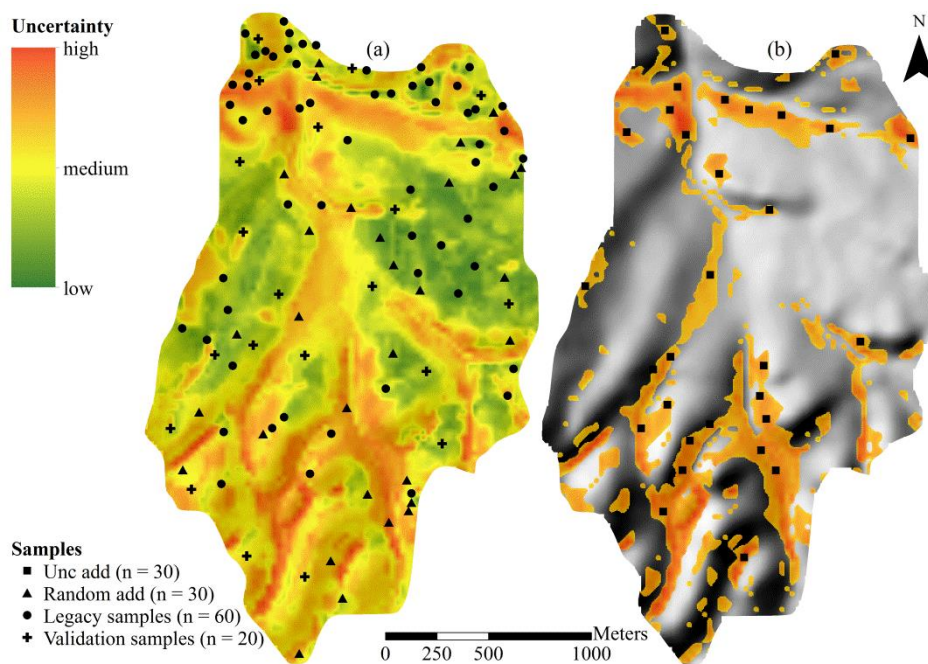 Uncertainty
high
medium
low
(a)
(b)
N
Samples
Unc add (n = 30)
Random add (n = 30)
Legacy samples (n = 60)
Validation samples (n = 20)
Meters
0 250 500 1000